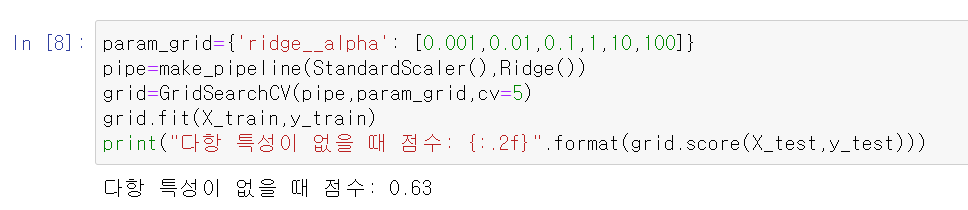 In [8]: param_grid={'ridge__alpha': [0.001,0.01,0.1,1,10,100]}
pipe=make_pipeline(StandardScaler(),Ridge())
grid=GridSearchCV(pipe,param_grid,cv=5)
grid.fit(X_train,y_train)
print("다항 특성이 없을 때 점수: {:.2f}".format(grid.score(X_test,y_test)))
다항 특성이 없을 때 점수: 0.63